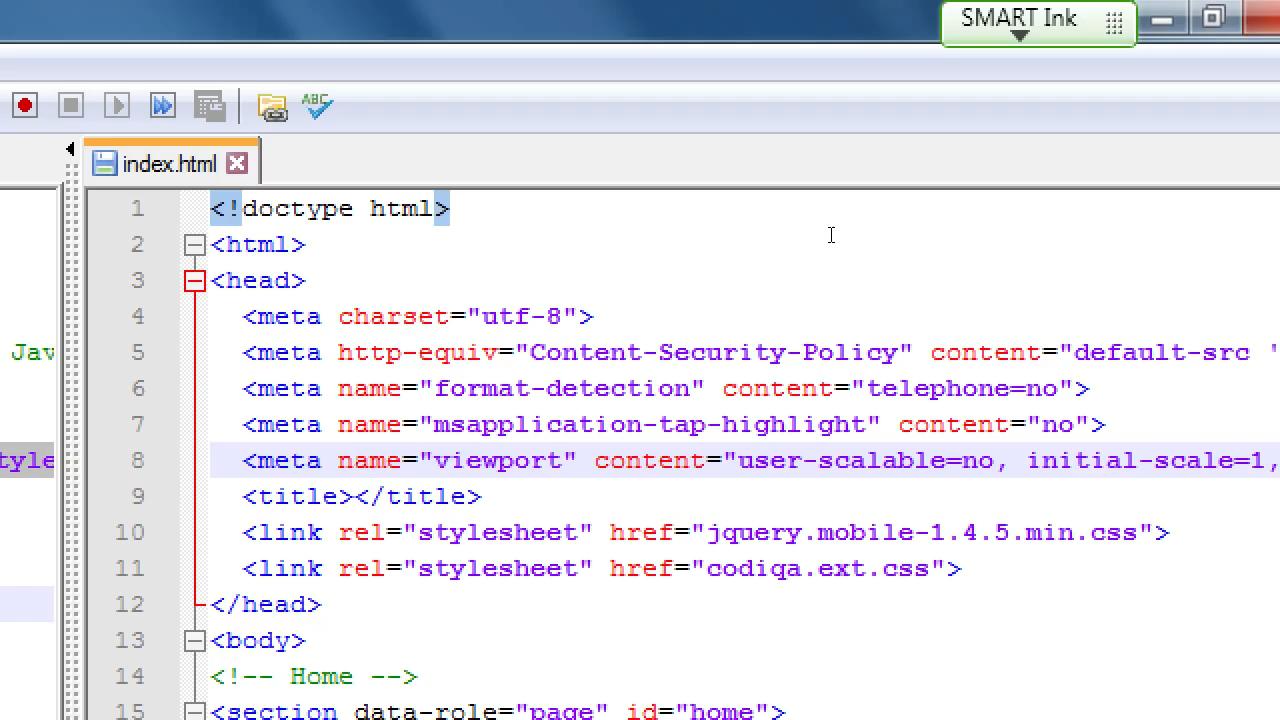 SMART Ink
ABC
index.html
1 <!doctype html>
2 <html>
3 <head>
4 <meta charset="utf-8">
Jav
5 <meta http-equiv="Content-Security-Policy" content="default-src '
6 <meta name="format-detection" content="telephone=no">
7 <meta name="msapplication-tap-highlight" content="no">
tyle
8 <meta name="viewport" content="user-scalable=no, initial-scale=1,
9 <title></title>
10 <link rel="stylesheet" href="jquery.mobile-1.4.5.min.css">
11 <link rel="stylesheet" href="codiqa.ext.css">
12 </head>
13 <body>
14 <!-- Home -->
15 <section data-role="page" id="home">